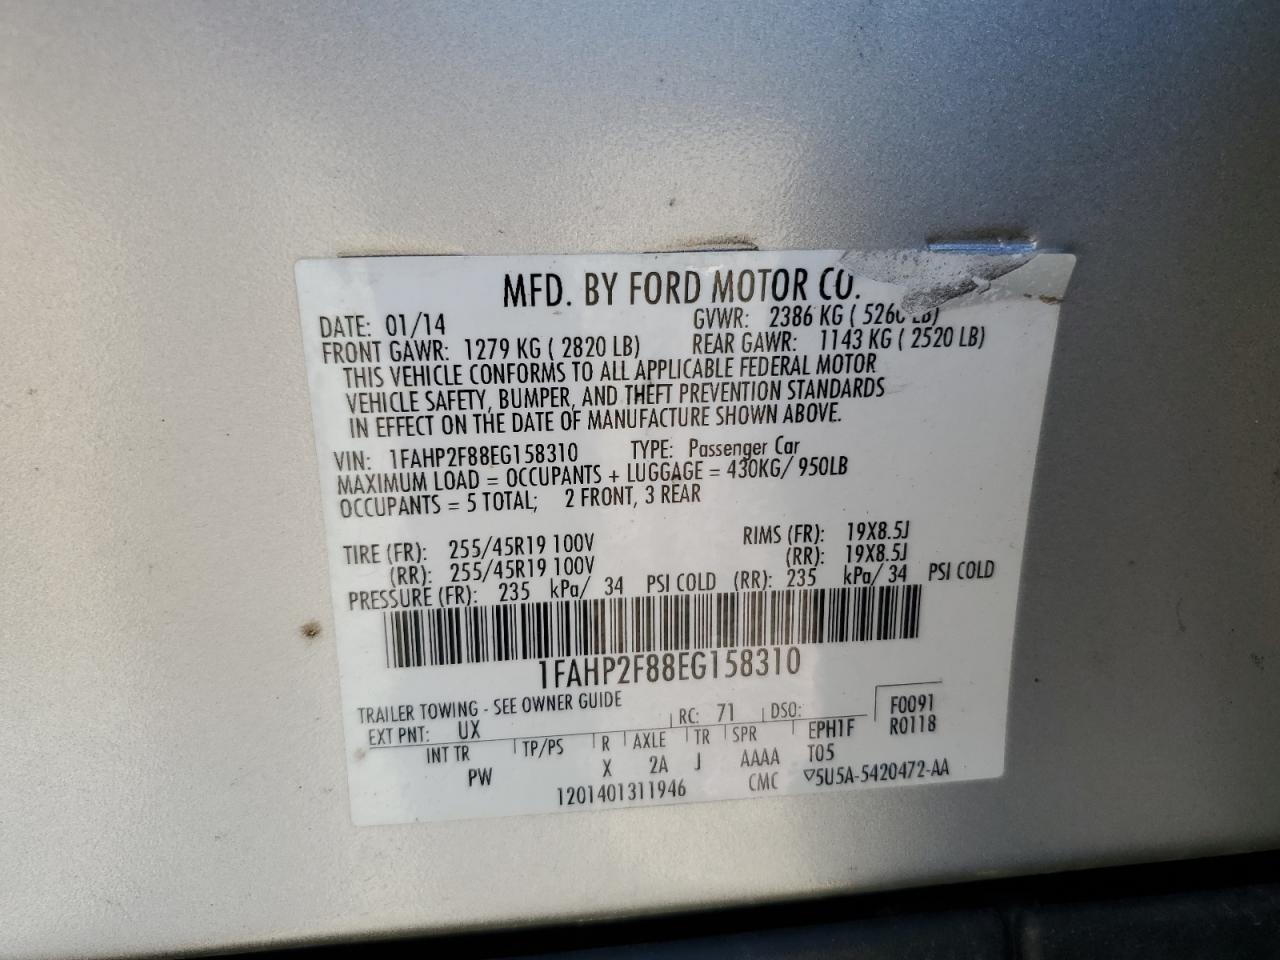 MFD. BY FORD MOTOR CO.
DATE: 01/14 GVWR: 2386 KG ( 5260 LB)
FRONT GAWR: 1279 KG ( 2820 LB) REAR GAWR: 1143 KG ( 2520 LB)
THIS VEHICLE CONFORMS TO ALL APPLICABLE FEDERAL MOTOR
VEHICLE SAFETY, BUMPER, AND THEFT PREVENTION STANDARDS
IN EFFECT ON THE DATE OF MANUFACTURE SHOWN ABOVE.
VIN: 1FAHP2F88EG158310 TYPE: Passenger Car
MAXIMUM LOAD = OCCUPANTS + LUGGAGE = 430KG/ 950LB
OCCUPANTS = 5 TOTAL; 2 FRONT, 3 REAR
TIRE (FR): 255/45R19 100V RIMS (FR): 19X8.5J
(RR): 255/45R19 100V (RR): 19X8.5J
PRESSURE (FR): 235 kPa/ 34 PSI COLD (RR): 235 kPa/ 34 PSI COLD
1FAHP2F88EG158310
TRAILER TOWING - SEE OWNER GUIDE
EXT PNT: UX RC: 71 DSO: F0091
R0118
INT TR TP/PS R AXLE TR SPR EPH1F
PW X 2A J AAAA T05
1201401311946 CMC ▽5U5A-5420472-AA